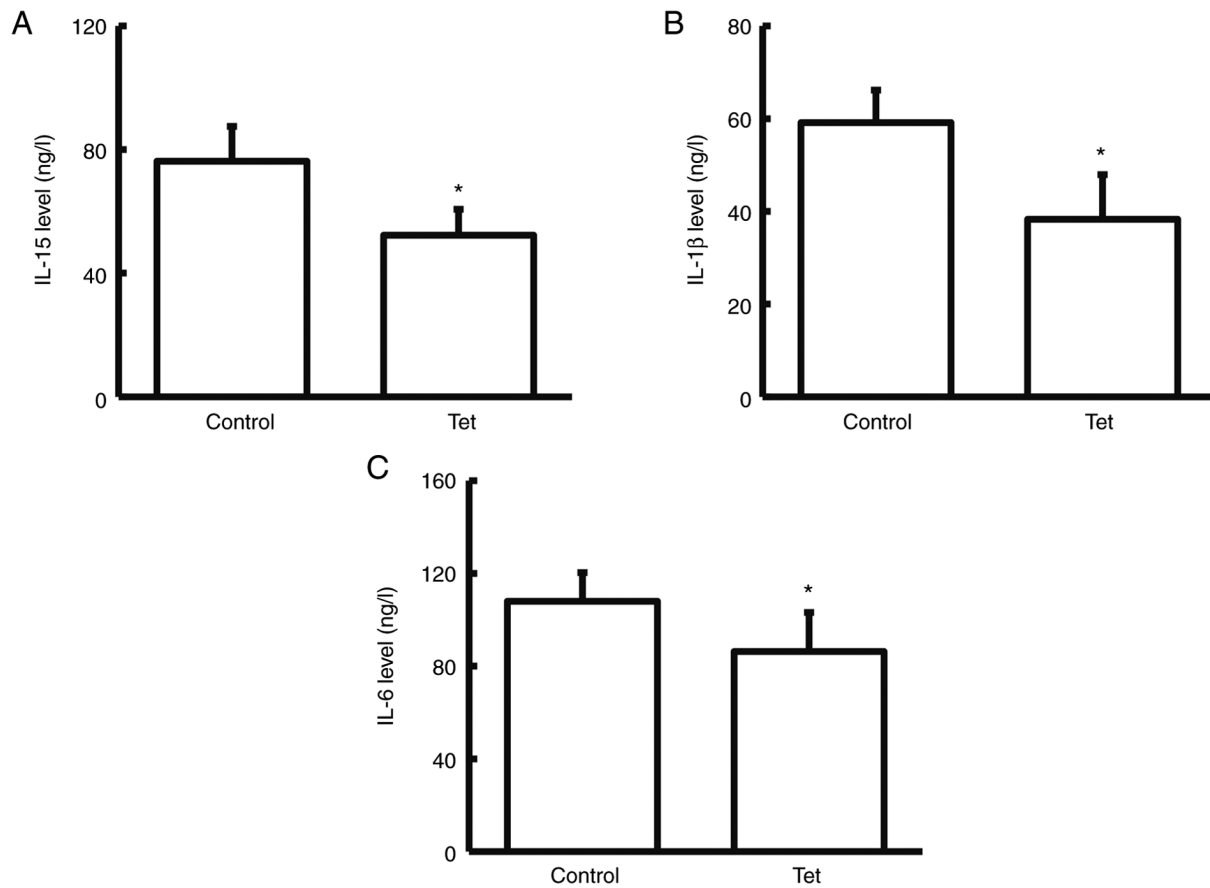 A
IL-15 level (ng/l)
120
80
40
0
*
Control Tet
B
IL-1β level (ng/l)
80
60
40
20
0
*
Control Tet
C
IL-6 level (ng/l)
160
120
80
40
0
*
Control Tet